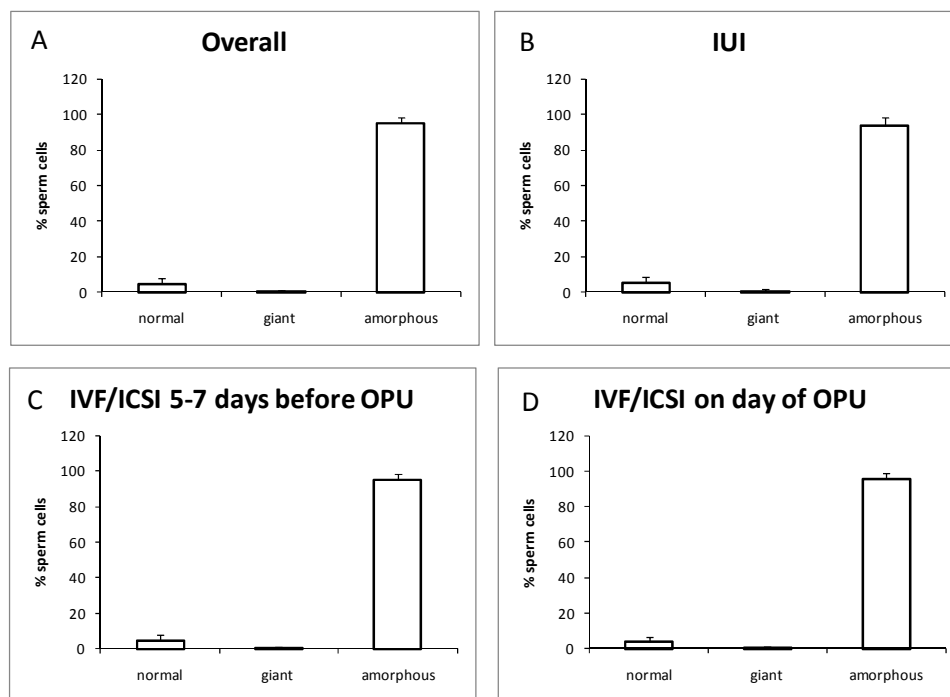 A
Overall
120
100
80
60
40
20
0
% sperm cells
normal giant amorphous
B
IUI
120
100
80
60
40
20
0
% sperm cells
normal giant amorphous
C IVF/ICSI 5-7 days before OPU
120
100
80
60
40
20
0
% sperm cells
normal giant amorphous
D IVF/ICSI on day of OPU
120
100
80
60
40
20
0
% sperm cells
normal giant amorphous